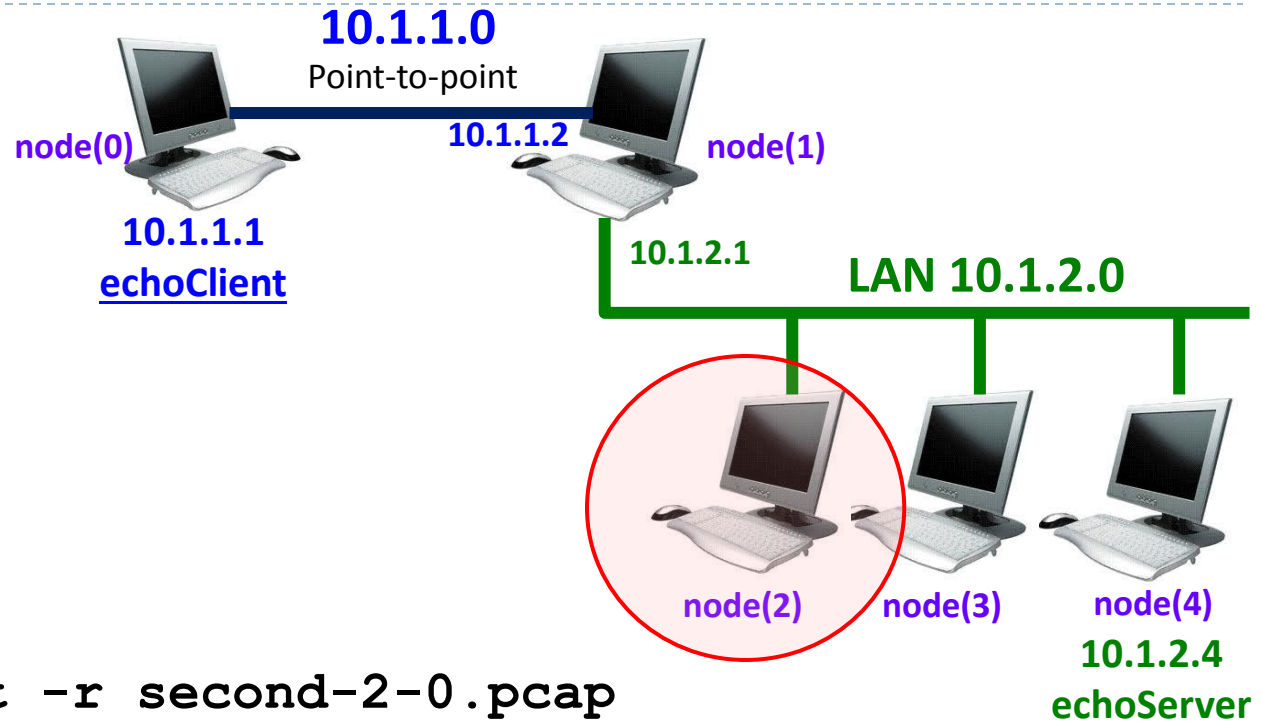 10.1.1.0
Point-to-point
10.1.1.2
node(0)
node(1)
10.1.1.1
echoClient
10.1.2.1
LAN 10.1.2.0
node(2)
node(3)
node(4)
10.1.2.4
echoServer
-r second-2-0.pcap